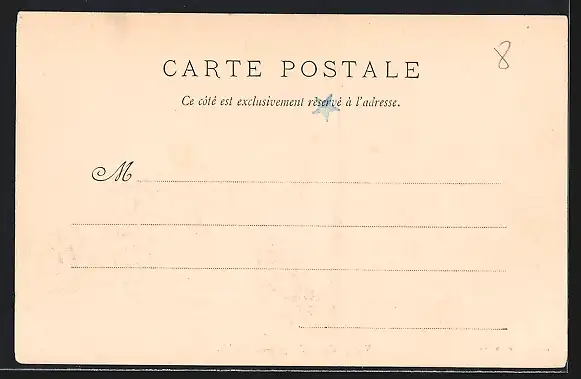 8
CARTE POSTALE
Ce côté est exclusivement réservé à l'adresse.
M